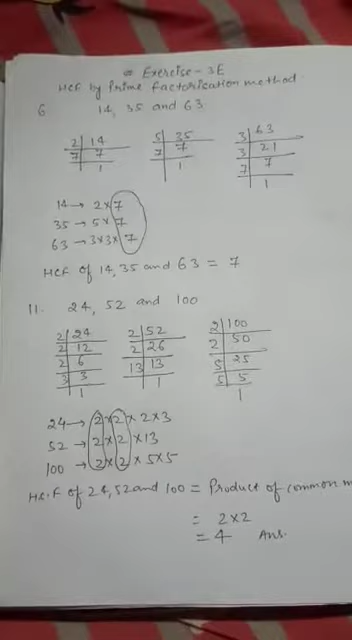 Exercise - 3E
HCF by Prime factorication method
6 14, 35 and 63
2 14 5 35 3 63
7 7 7 7 3 21
1 1 7 7
1
14 → 2×7
35 → 5×7
63 → 3×3×7
HCF of 14, 35 and 63 = 7
11. 24, 52 and 100
2 24 2 52 2 100
2 12 2 26 2 50
2 6 13 13 5 25
3 3 1 5 5
1 1
24 → 2×2×2×3
52 → 2×2×13
100 → 2×2×5×5
H.C.F of 24, 52 and 100 = Product of common
= 2×2
= 4 Ans.